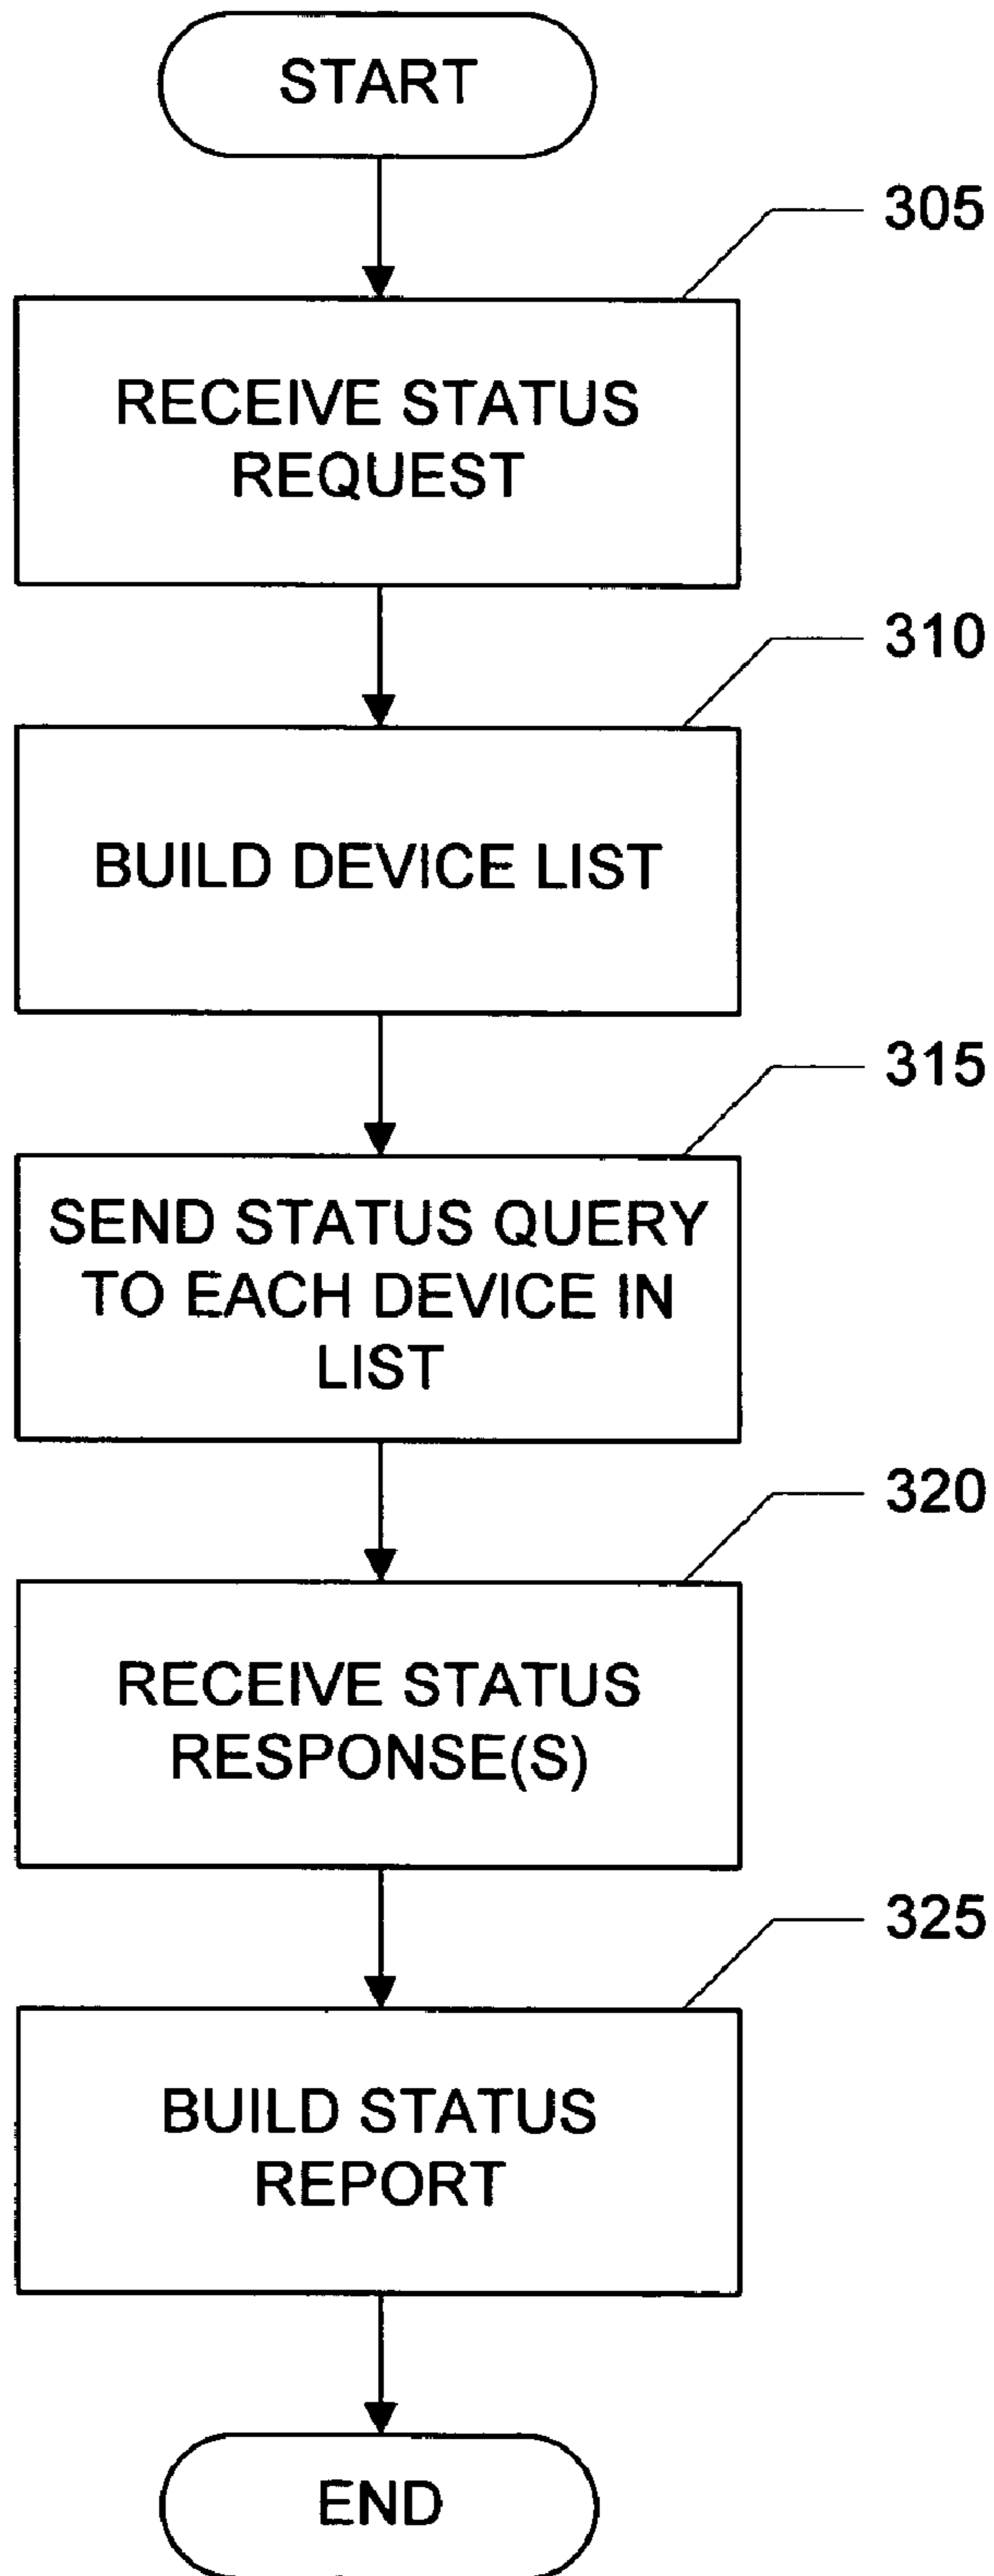 START
305
RECEIVE STATUS
REQUEST
310
BUILD DEVICE LIST
315
SEND STATUS QUERY
TO EACH DEVICE IN
LIST
320
RECEIVE STATUS
RESPONSE(S)
325
BUILD STATUS
REPORT
END